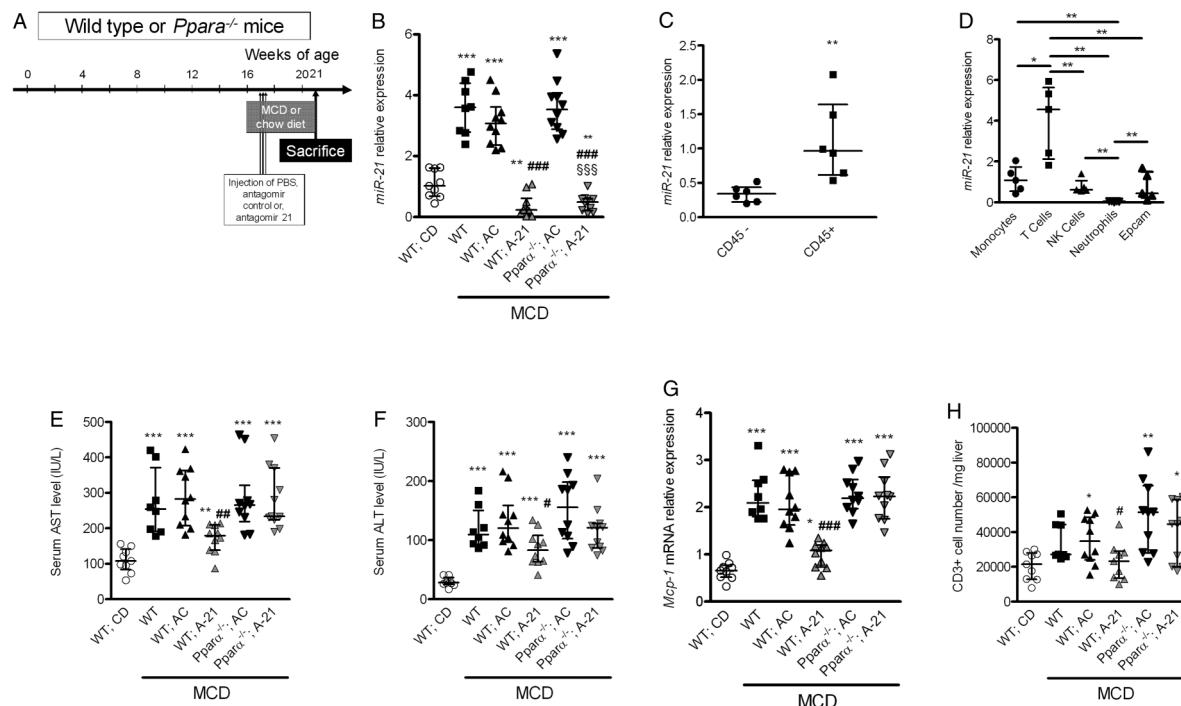 A
Wild type or Ppara-/- mice
Weeks of age
0 4 8 12 16 20 21
MCD or
chow diet
Sacrifice
Injection of PBS,
antagomir
control or,
antagomir 21
B
miR-21 relative expression
6
4
2
0
***
***
**
###
***
**
###
§§§
WT; CD
WT
WT; AC
WT; A-21
Pparα-/-; AC
Pparα-/-; A-21
MCD
C
miR-21 relative expression
2.5
2.0
1.5
1.0
0.5
0.0
**
CD45 -
CD45+
D
miR-21 relative expression
8
6
4
2
0
**
**
**
* **
**
**
Monocytes
T Cells
NK Cells
Neutrophils
Epcam
E
Serum AST level (IU/L)
500
400
300
200
100
0
***
***
** ##
***
***
WT; CD
WT
WT; AC
WT; A-21
Pparα-/-; AC
Pparα-/-; A-21
MCD
F
Serum ALT level (IU/L)
300
200
100
0
***
***
*** #
***
***
WT; CD
WT
WT; AC
WT; A-21
Pparα-/-; AC
Pparα-/-; A-21
MCD
G
Mcp-1 mRNA relative expression
4
3
2
1
0
***
***
* ###
***
***
WT; CD
WT
WT; AC
WT; A-21
Pparα-/-; AC
Pparα-/-; A-21
MCD
H
CD3+ cell number /mg liver
100000
80000
60000
40000
20000
0
*
#
**
*
WT; CD
WT
WT; AC
WT; A-21
Pparα-/-; AC
Pparα-/-; A-21
MCD